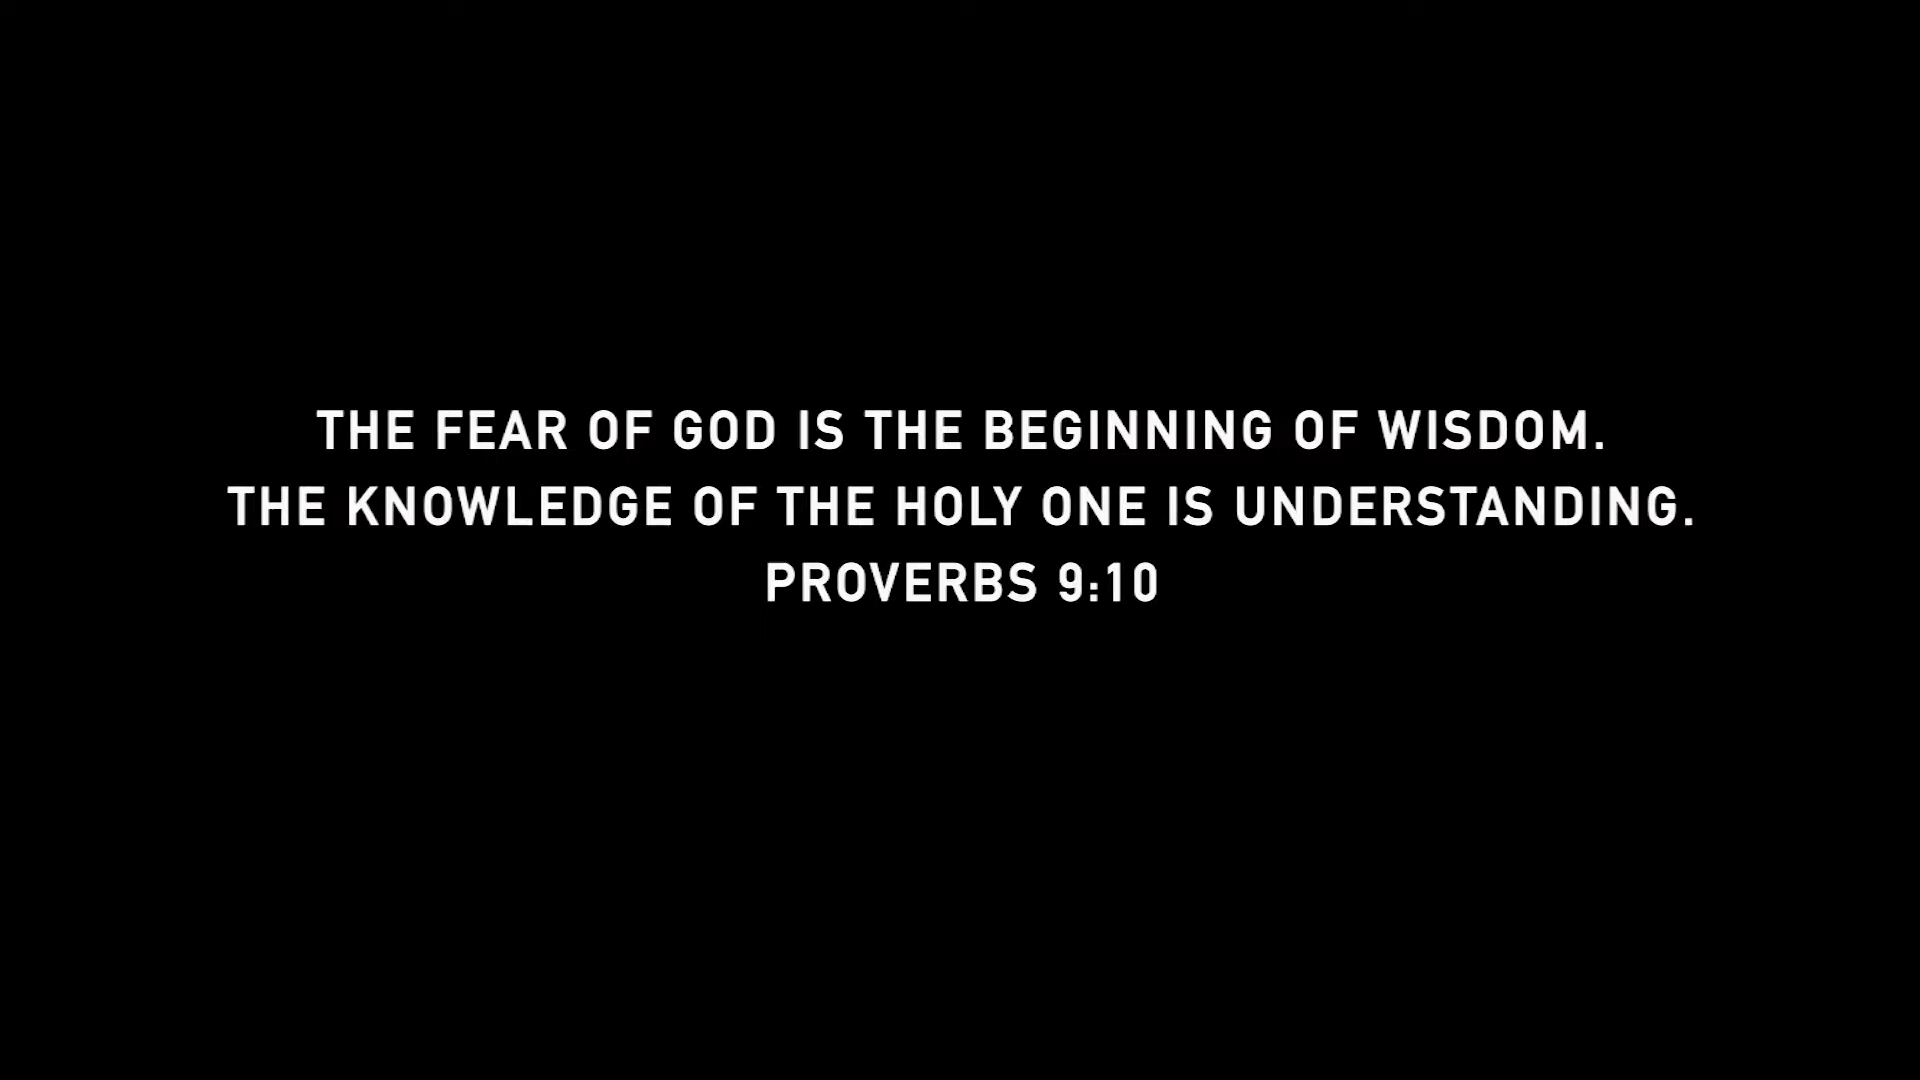 THE FEAR OF GOD IS THE BEGINNING OF WISDOM.
THE KNOWLEDGE OF THE HOLY ONE IS UNDERSTANDING.
PROVERBS 9:10